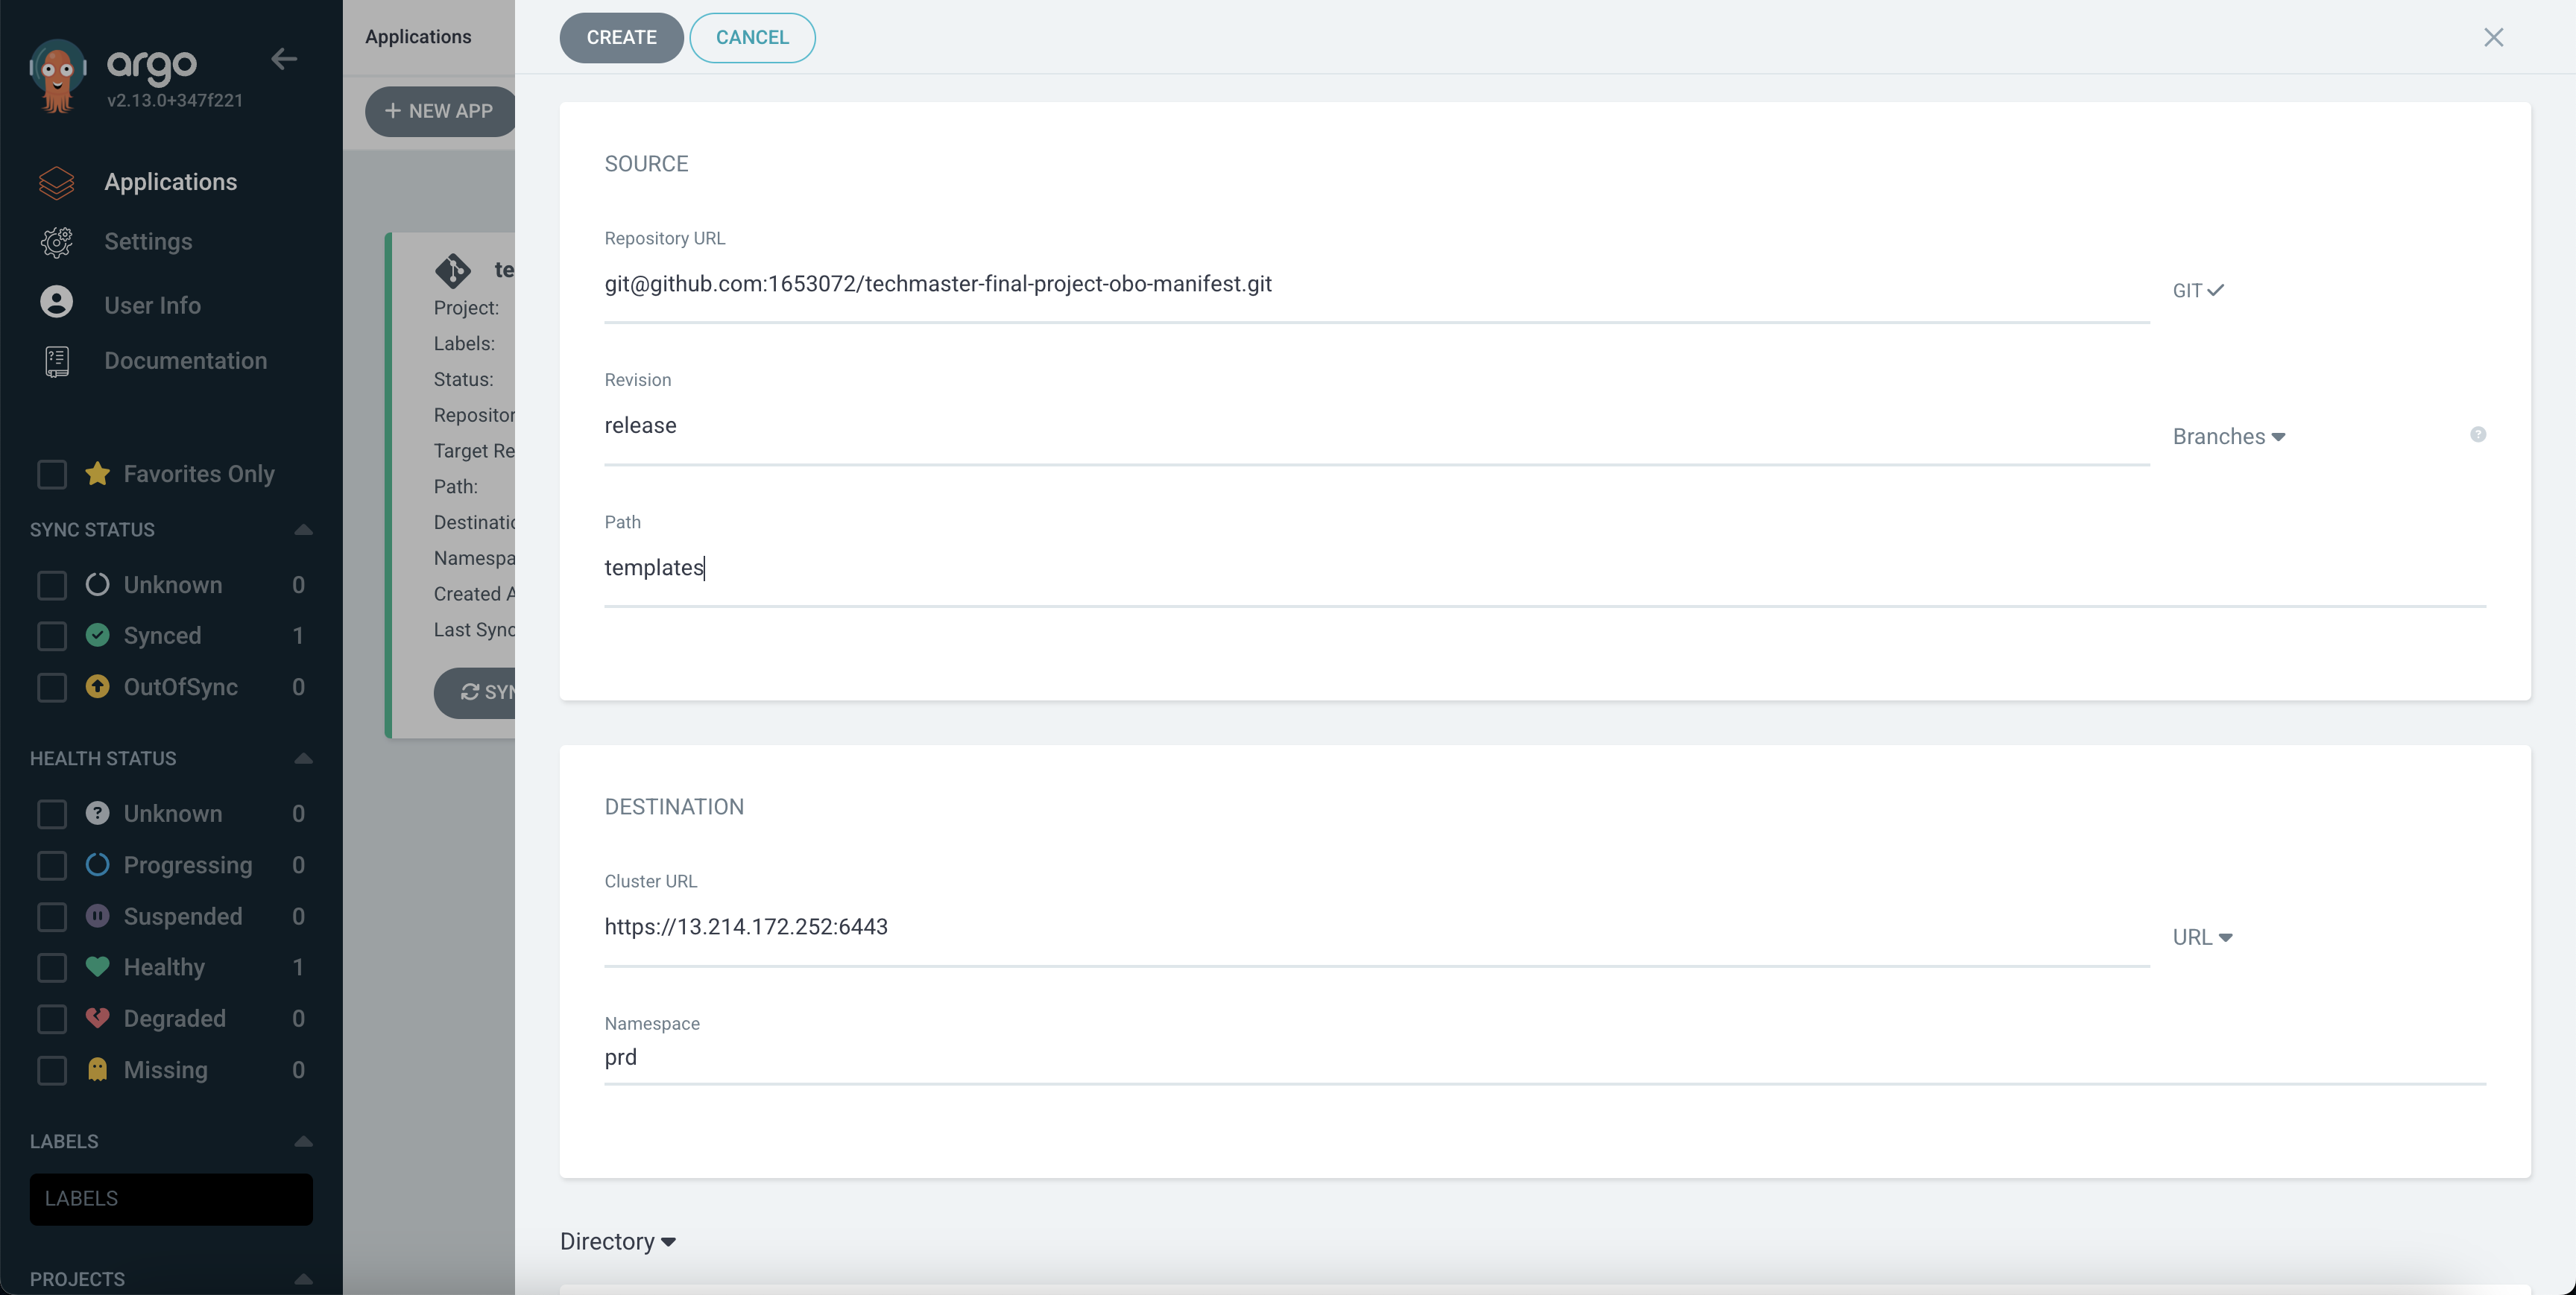 argo
v2.13.0+347f221
Applications
Settings
User Info
Documentation
Favorites Only
SYNC STATUS
Unknown 0
Synced 1
OutOfSync 0
HEALTH STATUS
Unknown 0
Progressing 0
Suspended 0
Healthy 1
Degraded 0
Missing 0
LABELS
LABELS
PROJECTS
Applications
+ NEW APP
te
Project:
Labels:
Status:
Repositor
Target Re
Path:
Destinatio
Namespa
Created A
Last Sync
SYN
CREATE CANCEL
SOURCE
Repository URL
git@github.com:1653072/techmaster-final-project-obo-manifest.git GIT
Revision
release Branches
Path
templates
DESTINATION
Cluster URL
https://13.214.172.252:6443 URL
Namespace
prd
Directory